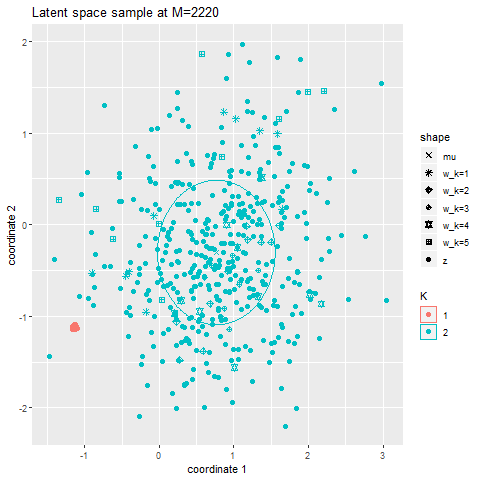 Latent space sample at M=2220
2
1
0
-1
-2
coordinate 2
-1
0
1
2
3
coordinate 1
shape
mu
w_k=1
w_k=2
w_k=3
w_k=4
w_k=5
z
K
1
2